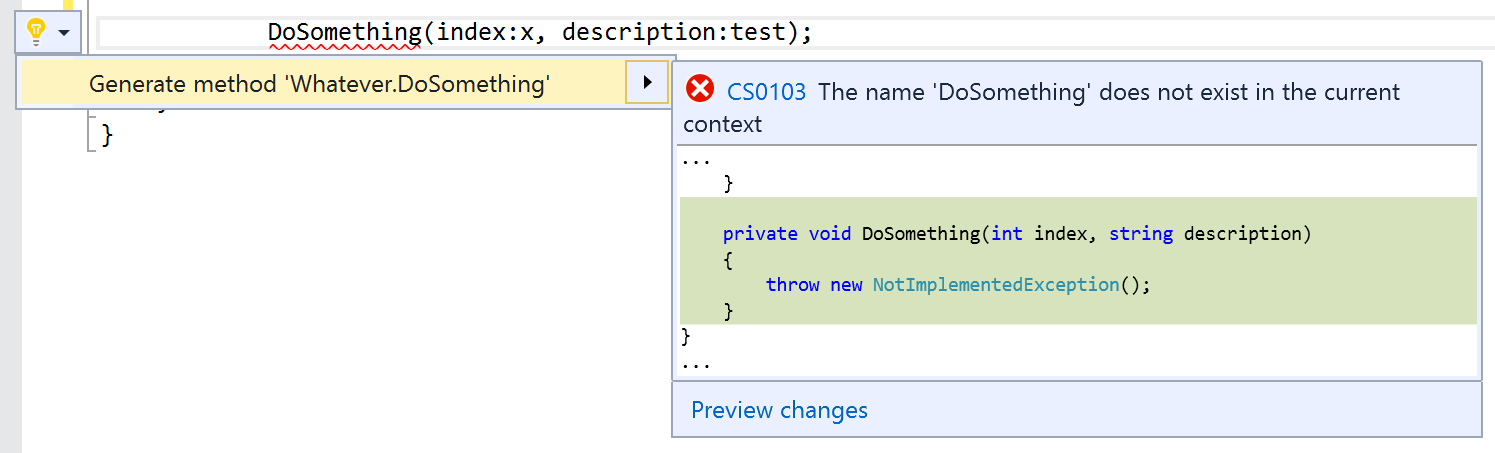 DoSomething(index:x, description:test);
Generate method 'Whatever.DoSomething'
}
CS0103 The name 'DoSomething' does not exist in the current
context
...
}
private void DoSomething(int index, string description)
{
throw new NotImplementedException();
}
}
...
Preview changes